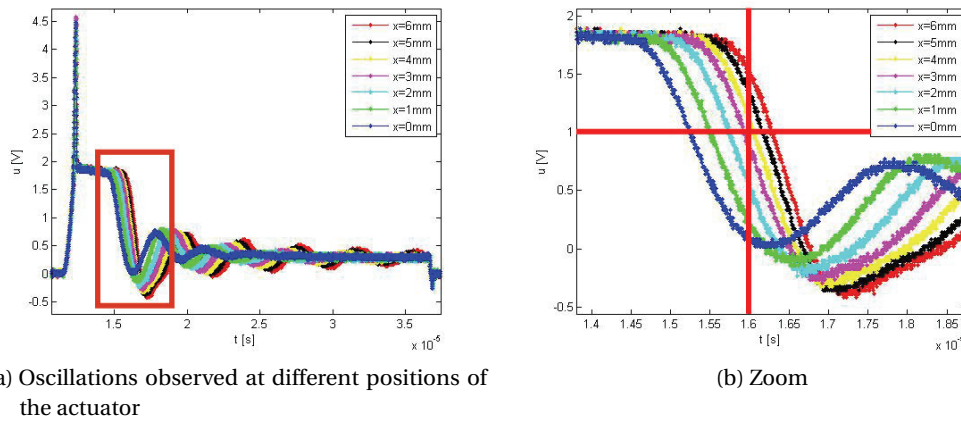 4.5
4
3.5
3
2.5
2
1.5
1
0.5
0
-0.5
u [V]
1.5
2
2.5
3
3.5
t [s]
x 10⁻⁵
x=6mm
x=5mm
x=4mm
x=3mm
x=2mm
x=1mm
x=0mm
a) Oscillations observed at different positions of
the actuator
2
1.5
1
0.5
0
-0.5
u [V]
1.4
1.45
1.5
1.55
1.6
1.65
1.7
1.75
1.8
1.85
t [s]
x 10⁻⁵
x=6mm
x=5mm
x=4mm
x=3mm
x=2mm
x=1mm
x=0mm
(b) Zoom